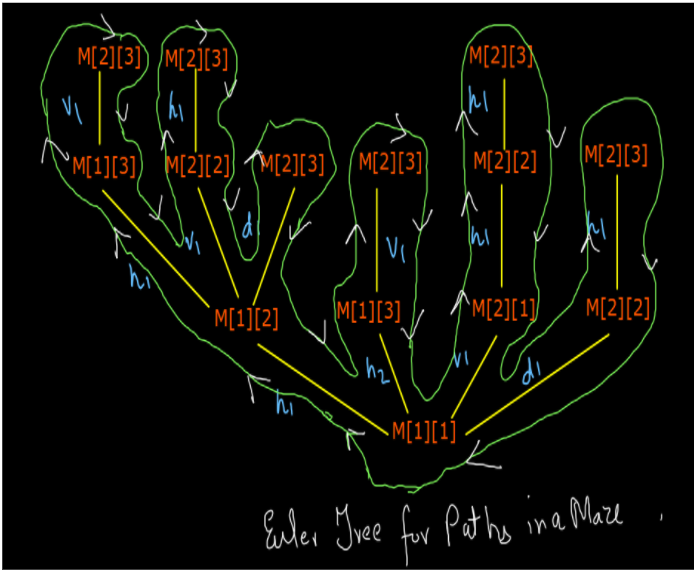 M[2][3] M[2][3] M[2][3]
v1 h1 h1
M[1][3] M[2][2] M[2][3] M[2][3] M[2][2] M[2][3]
h1 v1 d v1 h1 h1
M[1][2] M[1][3] M[2][1] M[2][2]
h1 h2 v1 d1
M[1][1]
Euler Tree for Paths in a Maze .